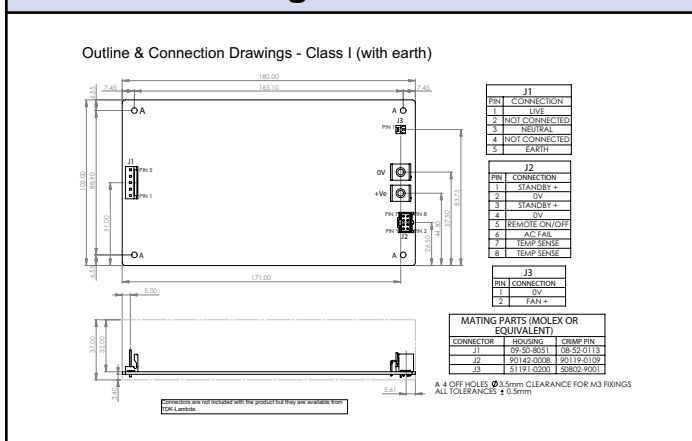 Outline & Connection Drawings - Class I (with earth)
180.00
7.45
165.10
7.45
6.55
A
A
J3
PIN 1
102.00
88.90
51.00
J1
PIN 5
PIN 1
0V
+Ve
PIN 8
PIN 2
J2
26.50
44.50
57.50
83.75
6.55
A
A
171.00
5.00
37.00
32.00
3.40
5.61
J1
PIN CONNECTION
1 LIVE
2 NOT CONNECTED
3 NEUTRAL
4 NOT CONNECTED
5 EARTH
J2
PIN CONNECTION
1 STANDBY +
2 0V
3 STANDBY +
4 0V
5 REMOTE ON/OFF
6 AC FAIL
7 TEMP SENSE
8 TEMP SENSE
J3
PIN CONNECTION
1 0V
2 FAN +
MATING PARTS (MOLEX OR
EQUIVALENT)
CONNECTOR HOUSING CRIMP PIN
J1 09-50-8051 08-52-0113
J2 90142-0008 90119-0109
J3 51191-0200 50802-9001
A 4 OFF HOLES Ø3.5mm CLEARANCE FOR M3 FIXINGS
ALL TOLERANCES ± 0.5mm
Connectors are not included with the product but they are available from
TDK-Lambda